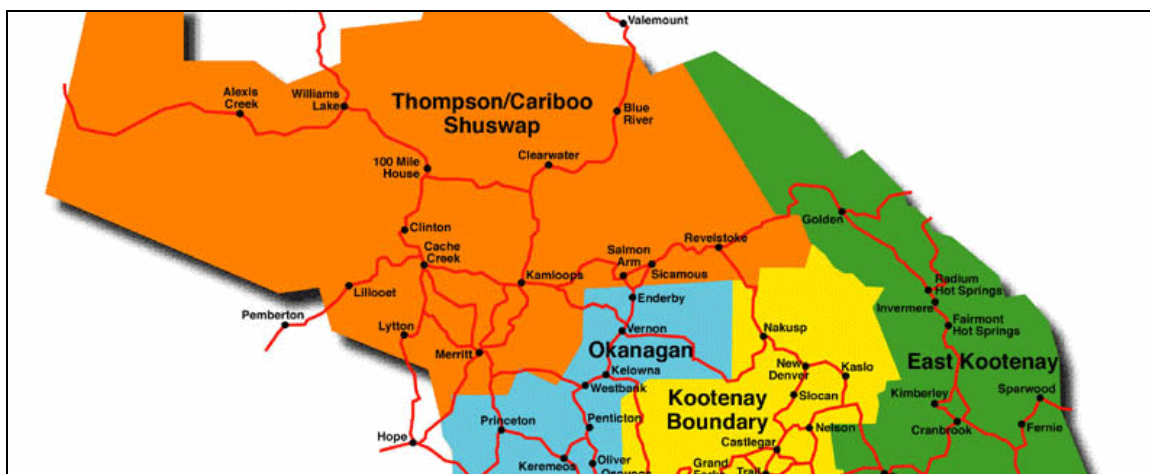 Valemount
Alexis
Creek
Williams
Lake
Thompson/Cariboo
Shuswap
Blue
River
100 Mile
House
Clearwater
Clinton
Golden
Cache
Creek
Revelstoke
Salmon
Arm
Sicamous
Kamloops
Lillooet
Enderby
Radium
Hot Springs
Invermere
Pemberton
Lytton
Vernon
Nakusp
Fairmont
Hot Springs
Merritt
Okanagan
East Kootenay
Kelowna
New
Denver
Kaslo
Westbank
Kootenay
Boundary
Slocan
Kimberley
Sparwood
Princeton
Penticton
Hope
Nelson
Cranbrook
Fernie
Castlegar
Keremeos
Oliver
Osoyoos
Grand
Trail